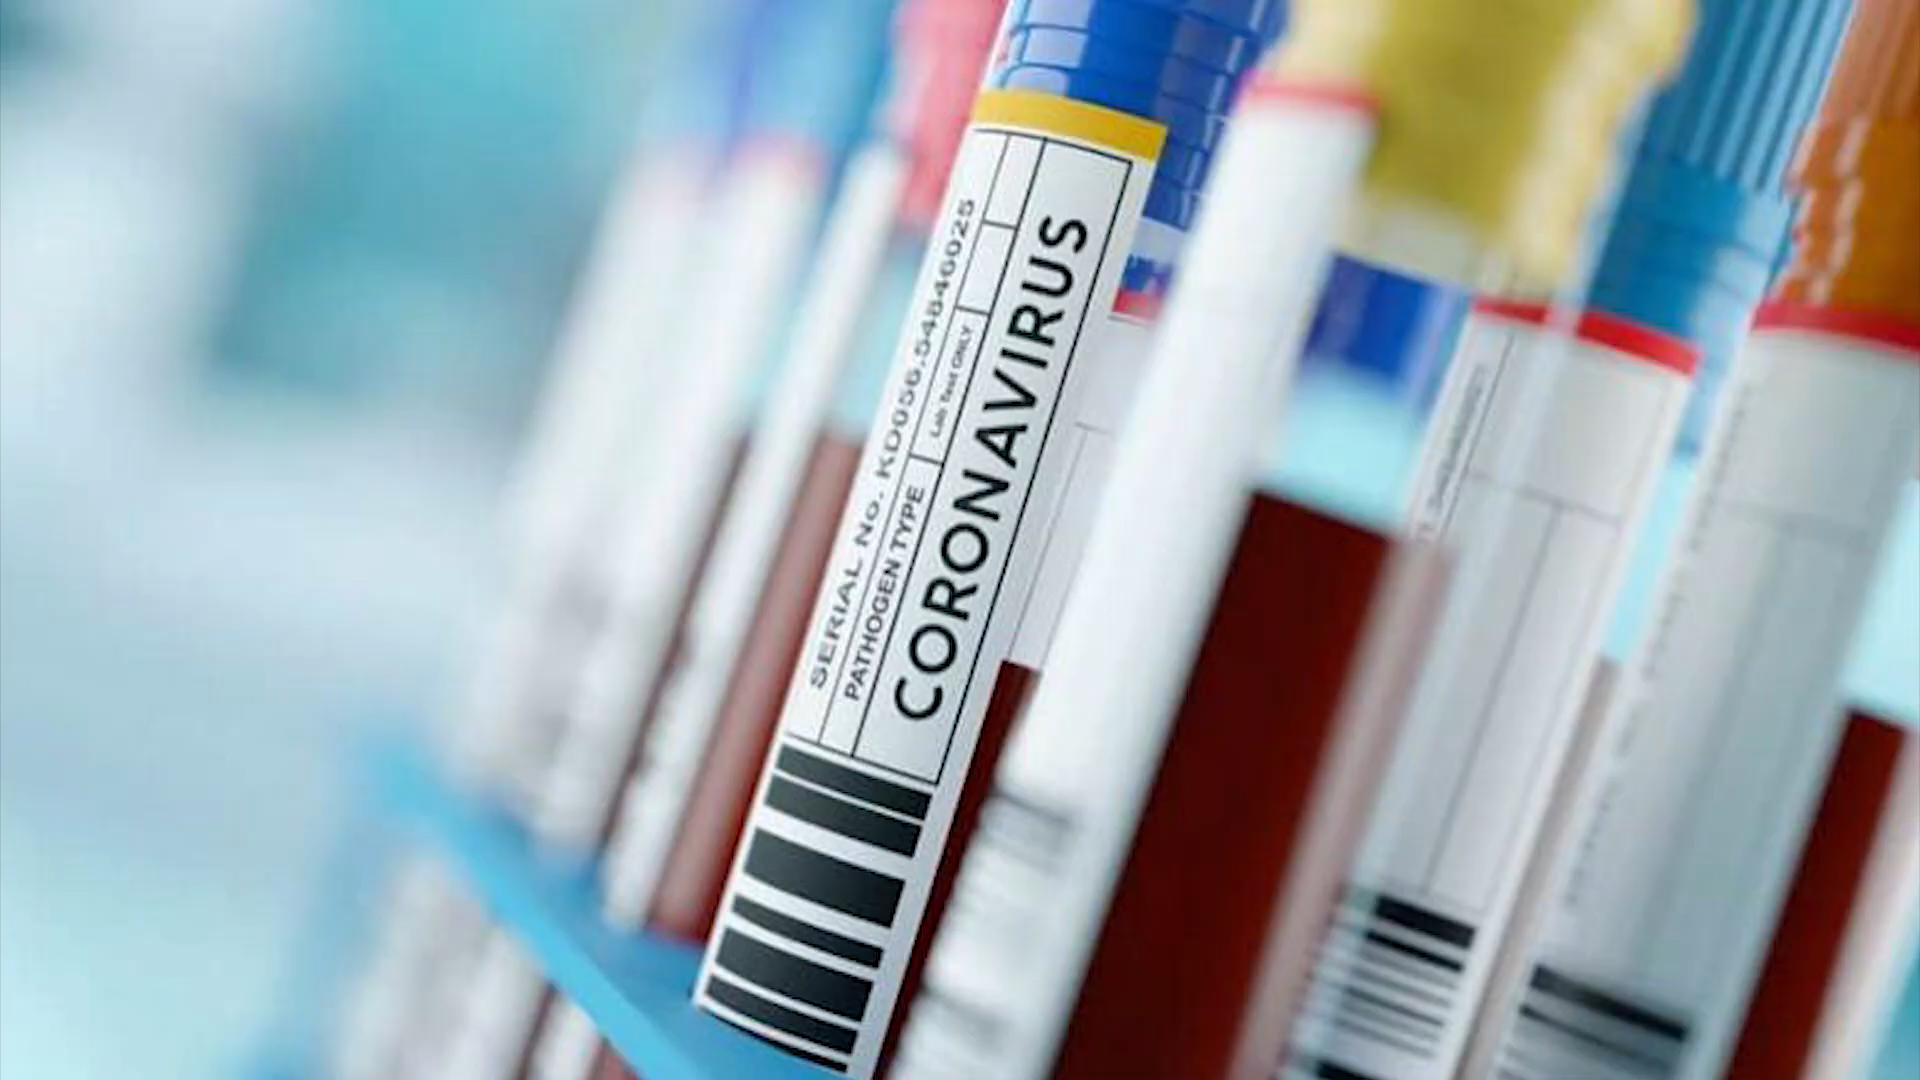 SERIAL No. KD056.54846025
PATHOGEN TYPE
Lab Test ONLY
CORONAVIRUS